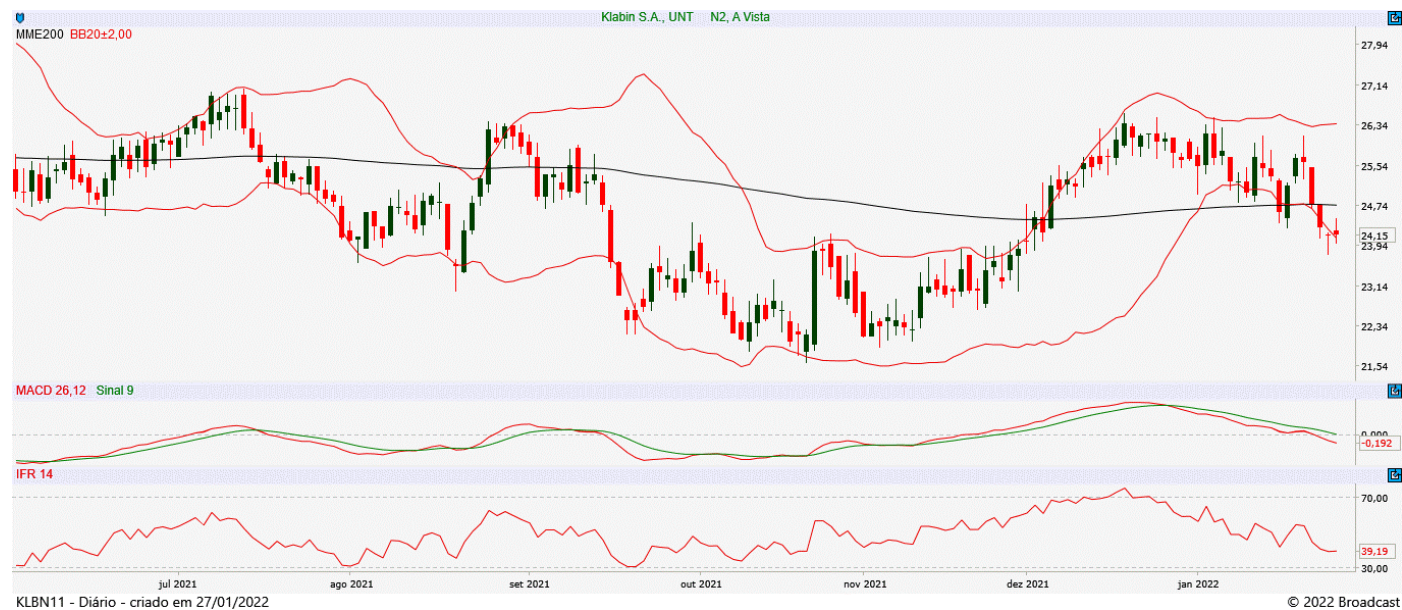 Klabin S.A., UNT N2, A Vista
MME200 BB20±2,00
27,94
27,14
26,34
25,54
24,74
24,15
23,94
23,14
22,34
21,54
MACD 26,12 Sinal 9
0,000
-0,192
IFR 14
70,00
39,19
30,00
jul 2021 ago 2021 set 2021 out 2021 nov 2021 dez 2021 jan 2022
KLBN11 - Diário - criado em 27/01/2022 © 2022 Broadcast